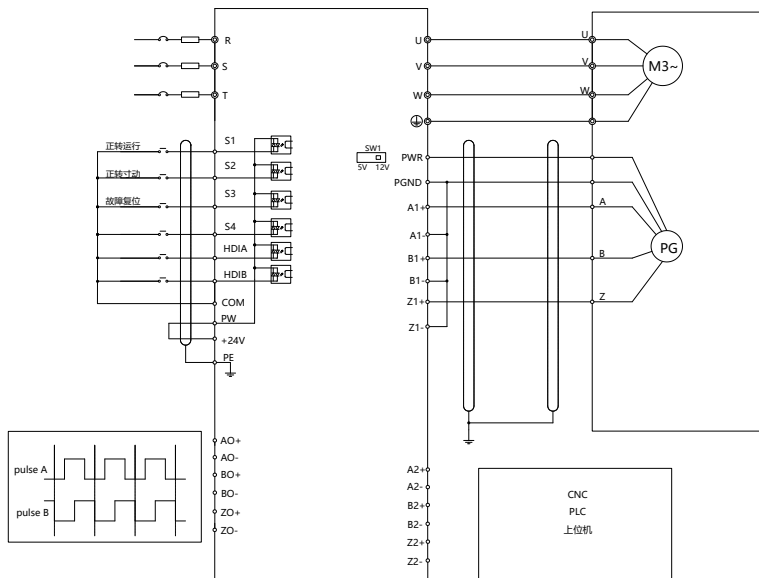 R
S
T
正转运行
S1
正转寸动
S2
故障复位
S3
S4
HDIA
HDIB
COM
PW
+24V
PE
U
V
W
SW1
5V 12V
PWR
PGND
A1+
A1-
B1+
B1-
Z1+
Z1-
U
V
W
M3~
A
B
Z
PG
pulse A
pulse B
AO+
AO-
BO+
BO-
ZO+
ZO-
A2+
A2-
B2+
B2-
Z2+
Z2-
CNC
PLC
上位机